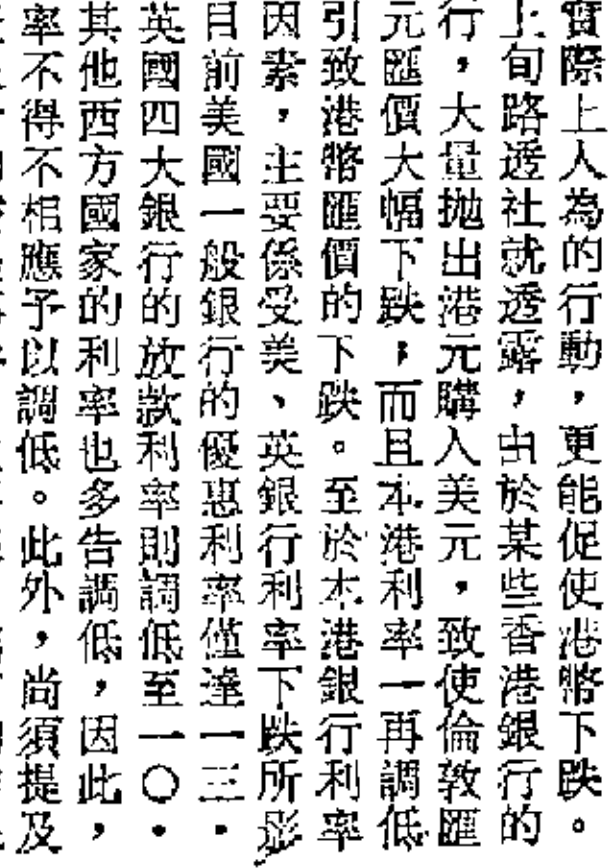 實際上人為的行動，更能促使港幣下跌。
上旬路透社就透露，由於某些香港銀行的
行，大量拋出港元購入美元，致使倫敦匯
元匯價大幅下跌，而且本港利率一再調低
引致港幣匯價的下跌。至於本港銀行利率
因素，主要係受美、英銀行利率下跌所影
目前美國一般銀行的優惠利率僅達一三．
英國四大銀行的放款利率則調低至一〇．
其他西方國家的利率也多告調低，因此，
率不得不相應予以調低。此外，尚須提及